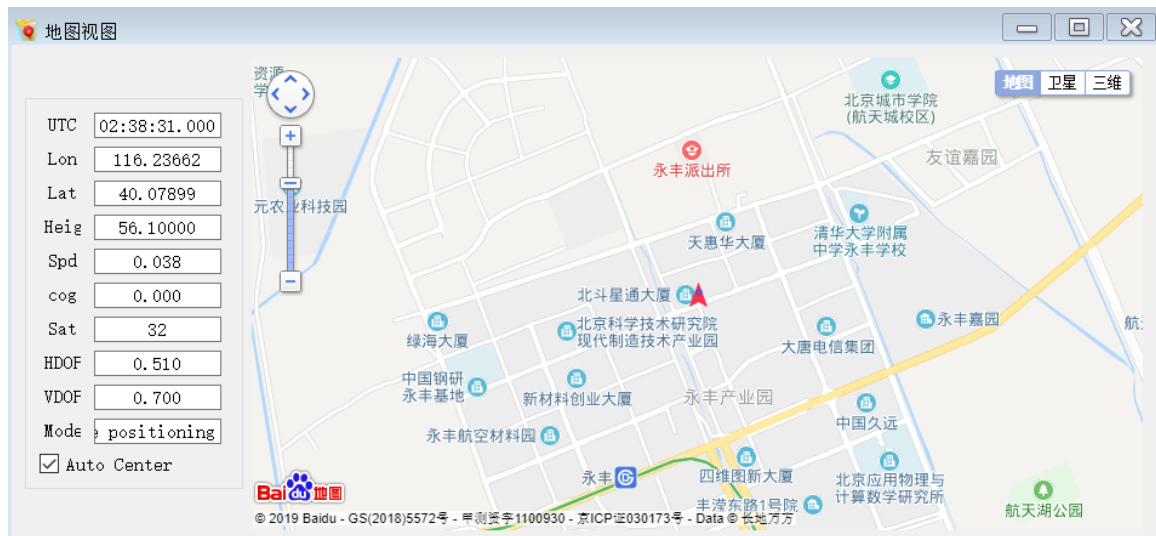 地图视图
UTC 02:38:31.000
Lon 116.23662
Lat 40.07899
Heig 56.10000
Spd 0.038
cog 0.000
Sat 32
HDOF 0.510
VDOF 0.700
Mode positioning
Auto Center
地图 卫星 三维
资源
学
北京城市学院
(航天城校区)
友谊嘉园
永丰派出所
元农业科技园
天惠华大厦
清华大学附属
中学永丰学校
北斗星通大厦
绿海大厦
北京科学技术研究院
现代制造技术产业园
大唐电信集团
永丰嘉园
航
中国钢研
永丰基地
新材料创业大厦
永丰产业园
中国久远
永丰航空材料园
永丰
四维图新大厦
北京应用物理与
计算数学研究所
丰滢东路1号院
航天湖公园
Bai du 地图
© 2019 Baidu - GS(2018)5572号 - 甲测资字1100930 - 京ICP证030173号 - Data © 长地万方